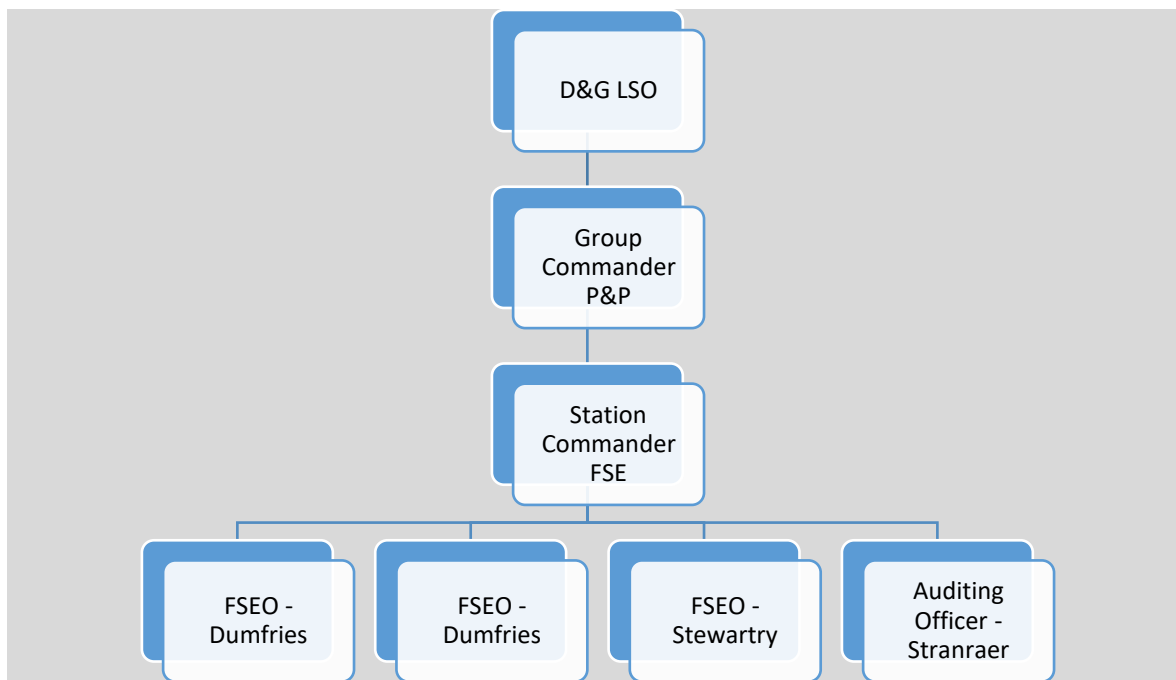 D&G LSO
Group
Commander
P&P
Station
Commander
FSE
FSEO -
Dumfries
FSEO -
Dumfries
FSEO -
Stewartry
Auditing
Officer -
Stranraer